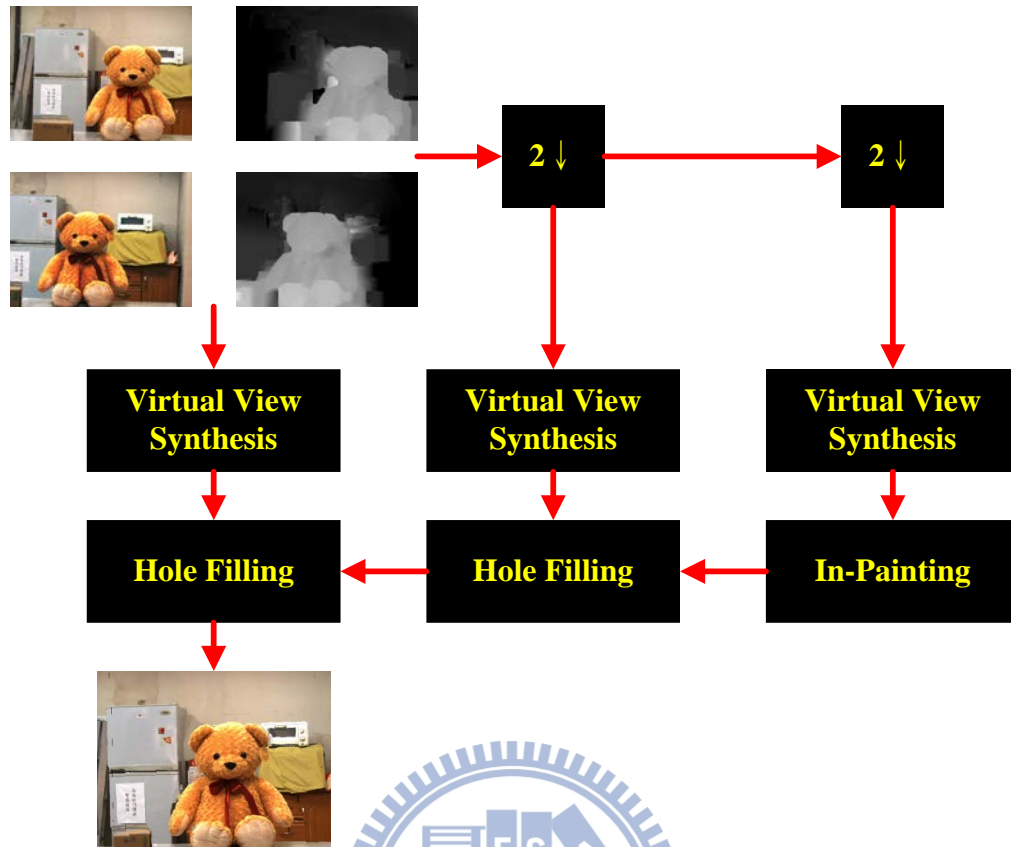 2 ↓
2 ↓
Virtual View
Synthesis
Virtual View
Synthesis
Virtual View
Synthesis
Hole Filling
Hole Filling
In-Painting